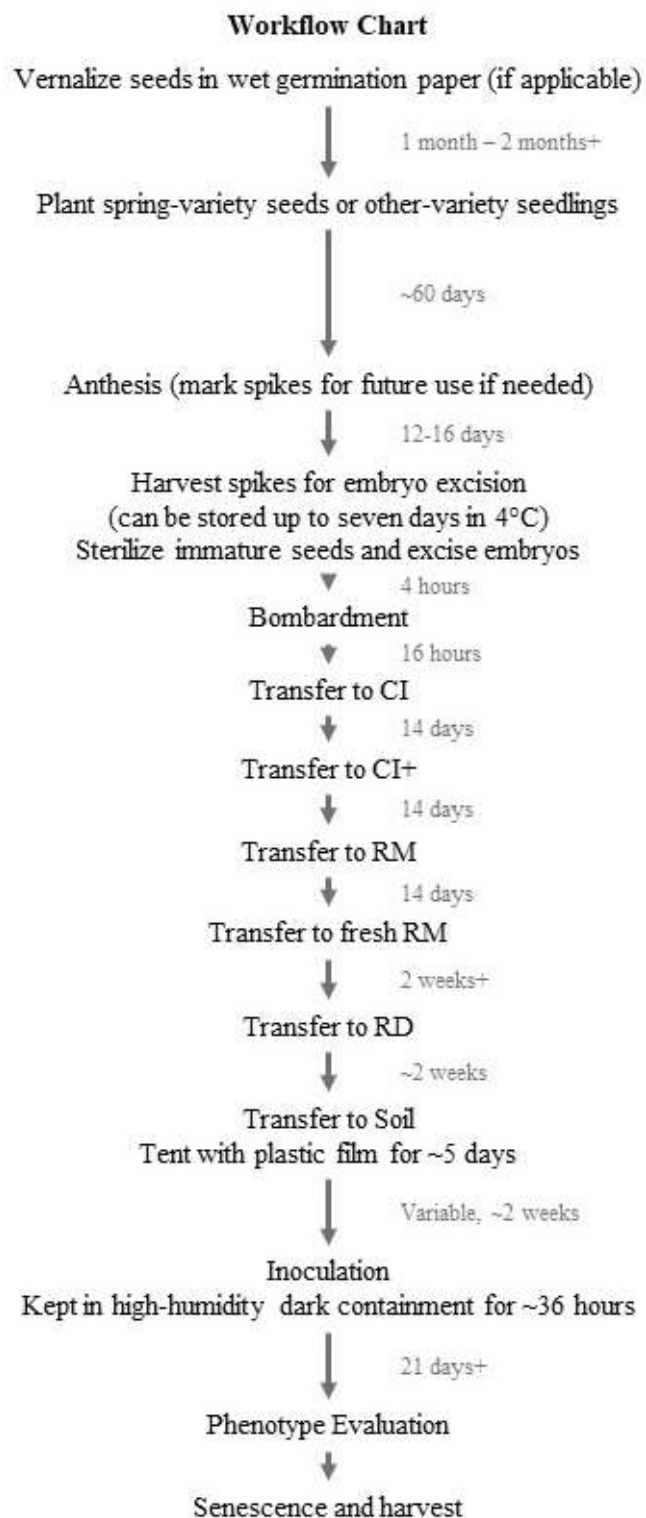 Workflow Chart
Vernalize seeds in wet germination paper (if applicable)
1 month – 2 months+
Plant spring-variety seeds or other-variety seedlings
~60 days
Anthesis (mark spikes for future use if needed)
12-16 days
Harvest spikes for embryo excision
(can be stored up to seven days in 4°C)
Sterilize immature seeds and excise embryos
4 hours
Bombardment
16 hours
Transfer to CI
14 days
Transfer to CI+
14 days
Transfer to RM
14 days
Transfer to fresh RM
2 weeks+
Transfer to RD
~2 weeks
Transfer to Soil
Tent with plastic film for ~5 days
Variable, ~2 weeks
Inoculation
Kept in high-humidity dark containment for ~36 hours
21 days+
Phenotype Evaluation
Senescence and harvest